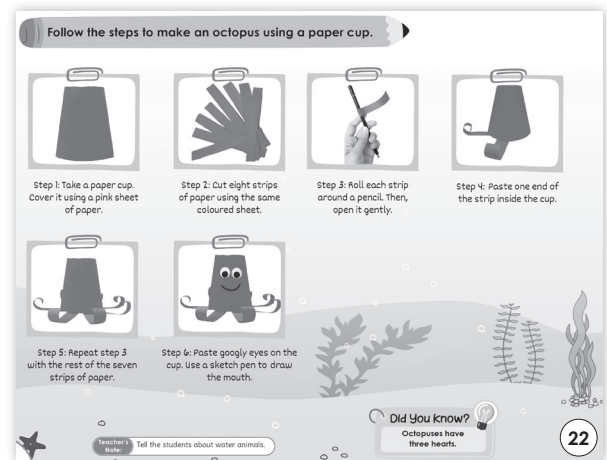 Follow the steps to make an octopus using a paper cup.
Step 1: Take a paper cup.
Cover it using a pink sheet
of paper.
Step 2: Cut eight strips
of paper using the same
coloured sheet.
Step 3: Roll each strip
around a pencil. Then,
open it gently.
Step 4: Paste one end of
the strip inside the cup.
Step 5: Repeat step 3
with the rest of the seven
strips of paper.
Step 6: Paste googly eyes on the
cup. Use a sketch pen to draw
the mouth.
Did You Know?
Octopuses have
three hearts.
Teacher's
Note:
Tell the students about water animals.
22